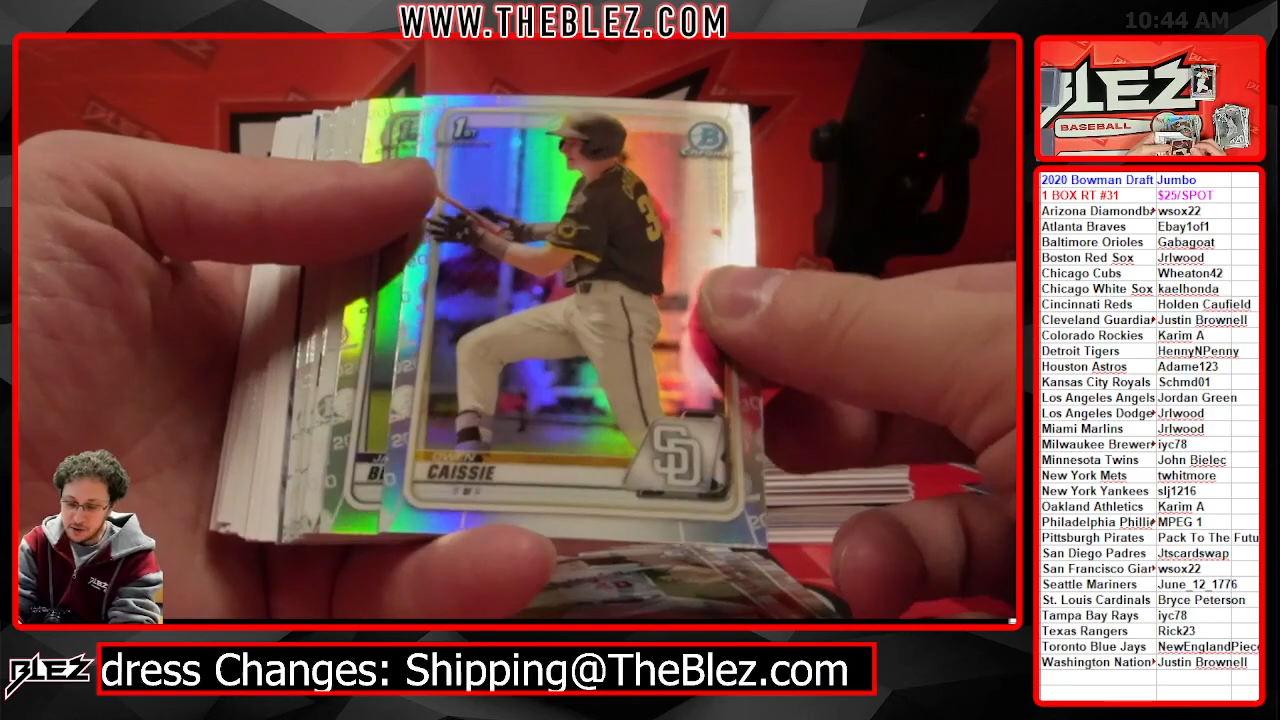 WWW.THEBLEZ.COM
10:44 AM
1ST
Chrome
3
OWEN
CAISSIE
SD
BLEZ
BASEBALL
2020 Bowman Draft Jumbo
1 BOX RT #31 $25/SPOT
Arizona Diamondba wsox22
Atlanta Braves Ebay1of1
Baltimore Orioles Gabagoat
Boston Red Sox Jrlwood
Chicago Cubs Wheaton42
Chicago White Sox kaelhonda
Cincinnati Reds Holden Caufield
Cleveland Guardia Justin Brownell
Colorado Rockies Karim A
Detroit Tigers HennyNPenny
Houston Astros Adame123
Kansas City Royals Schmd01
Los Angeles Angels Jordan Green
Los Angeles Dodge Jrlwood
Miami Marlins Jrlwood
Milwaukee Brewer iyc78
Minnesota Twins John Bielec
New York Mets twhitmore
New York Yankees slj1216
Oakland Athletics Karim A
Philadelphia Philli MPEG 1
Pittsburgh Pirates Pack To The Futu
San Diego Padres Jtscardswap
San Francisco Gian wsox22
Seattle Mariners June_12_1776
St. Louis Cardinals Bryce Peterson
Tampa Bay Rays iyc78
Texas Rangers Rick23
Toronto Blue Jays NewEnglandPiece
Washington Nation Justin Brownell
BLEZ
dress Changes: Shipping@TheBlez.com